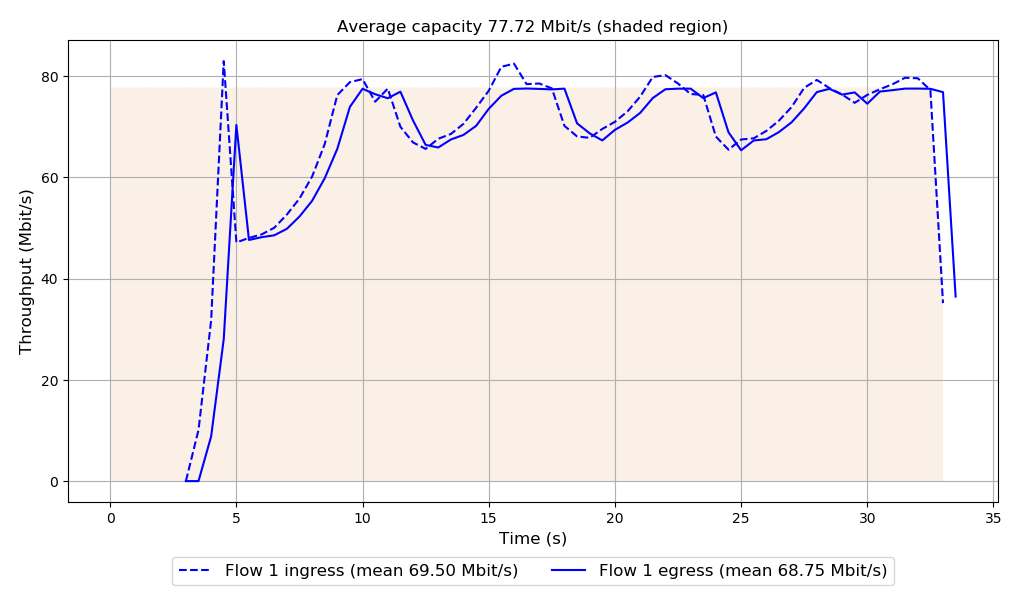 Average capacity 77.72 Mbit/s (shaded region)
Throughput (Mbit/s)
80
60
40
20
0
0 5 10 15 20 25 30 35
Time (s)
Flow 1 ingress (mean 69.50 Mbit/s) Flow 1 egress (mean 68.75 Mbit/s)